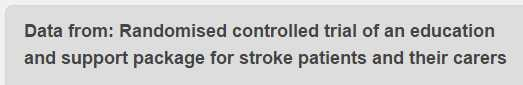 Data from: Randomised controlled trial of an education
and support package for stroke patients and their carers